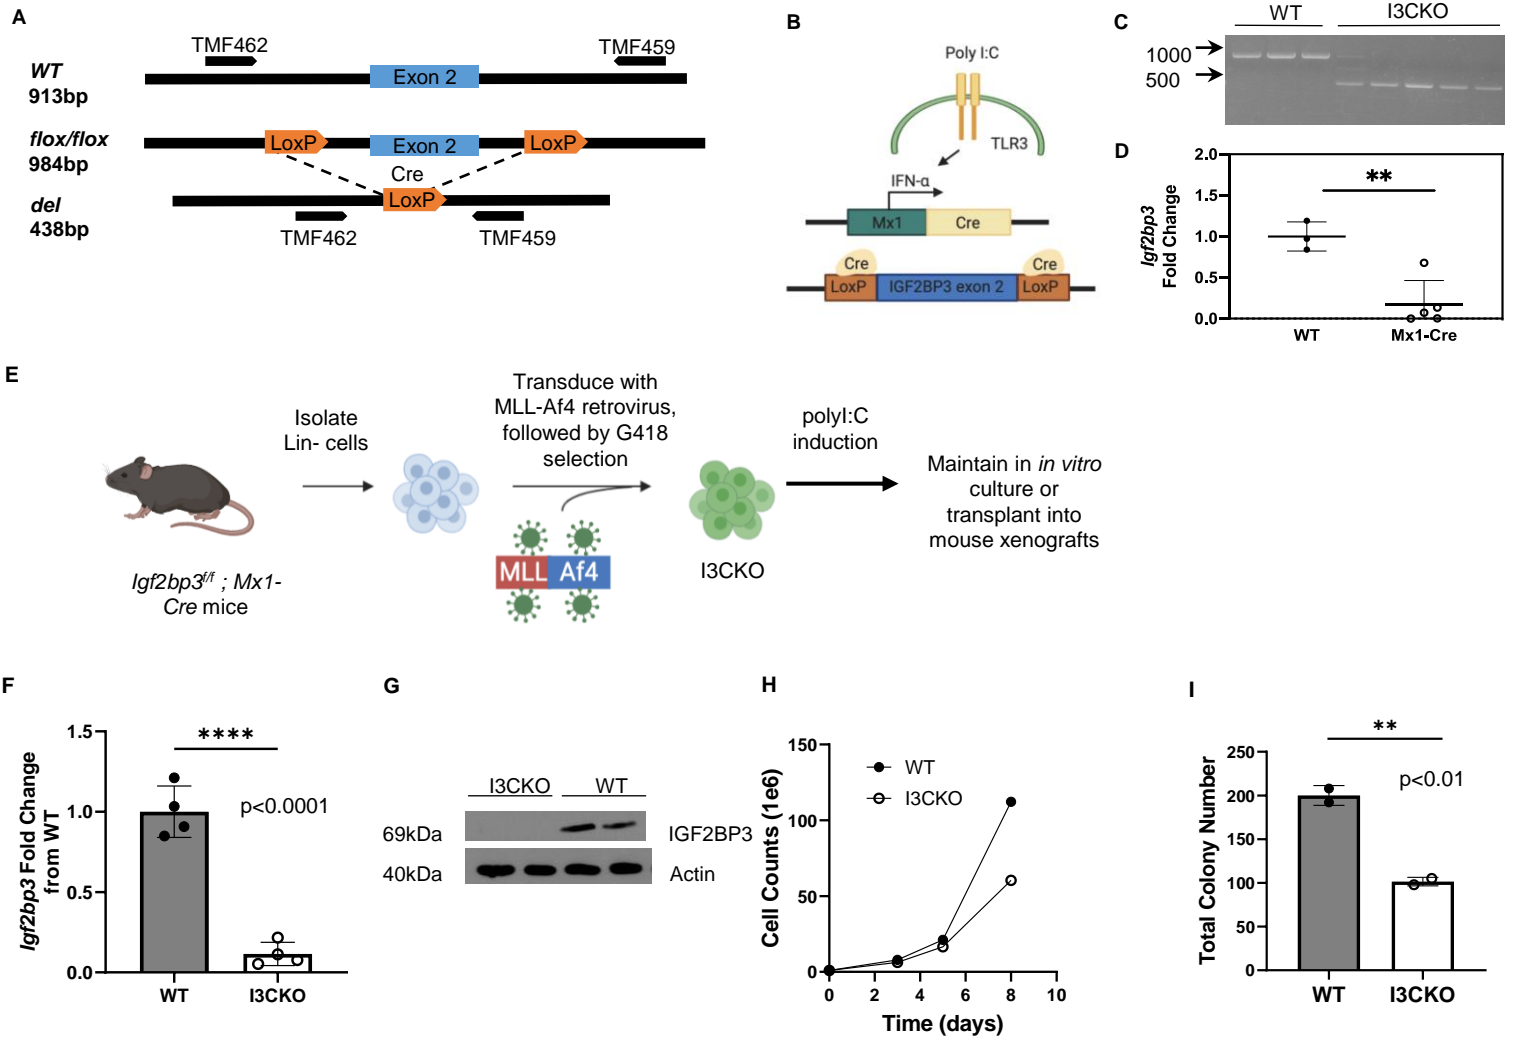 A
TMF462
TMF459
WT
913bp
Exon 2
flox/flox
984bp
LoxP
Exon 2
LoxP
Cre
del
438bp
LoxP
TMF462
TMF459
B
Poly I:C
TLR3
IFN-α
Mx1
Cre
Cre
Cre
LoxP
IGF2BP3 exon 2
LoxP
C
WT
I3CKO
1000
500
D
Igf2bp3
Fold Change
2.0
1.5
1.0
0.5
0.0
**
WT
Mx1-Cre
E
Igf2bp3f/f ; Mx1-
Cre mice
Isolate
Lin- cells
Transduce with
MLL-Af4 retrovirus,
followed by G418
selection
MLL
Af4
I3CKO
polyI:C
induction
Maintain in in vitro
culture or
transplant into
mouse xenografts
F
Igf2bp3 Fold Change
from WT
1.5
1.0
0.5
0.0
****
p<0.0001
WT
I3CKO
G
I3CKO
WT
69kDa
IGF2BP3
40kDa
Actin
H
Cell Counts (1e6)
150
100
50
0
WT
I3CKO
0
2
4
6
8
10
Time (days)
I
Total Colony Number
250
200
150
100
50
0
**
p<0.01
WT
I3CKO